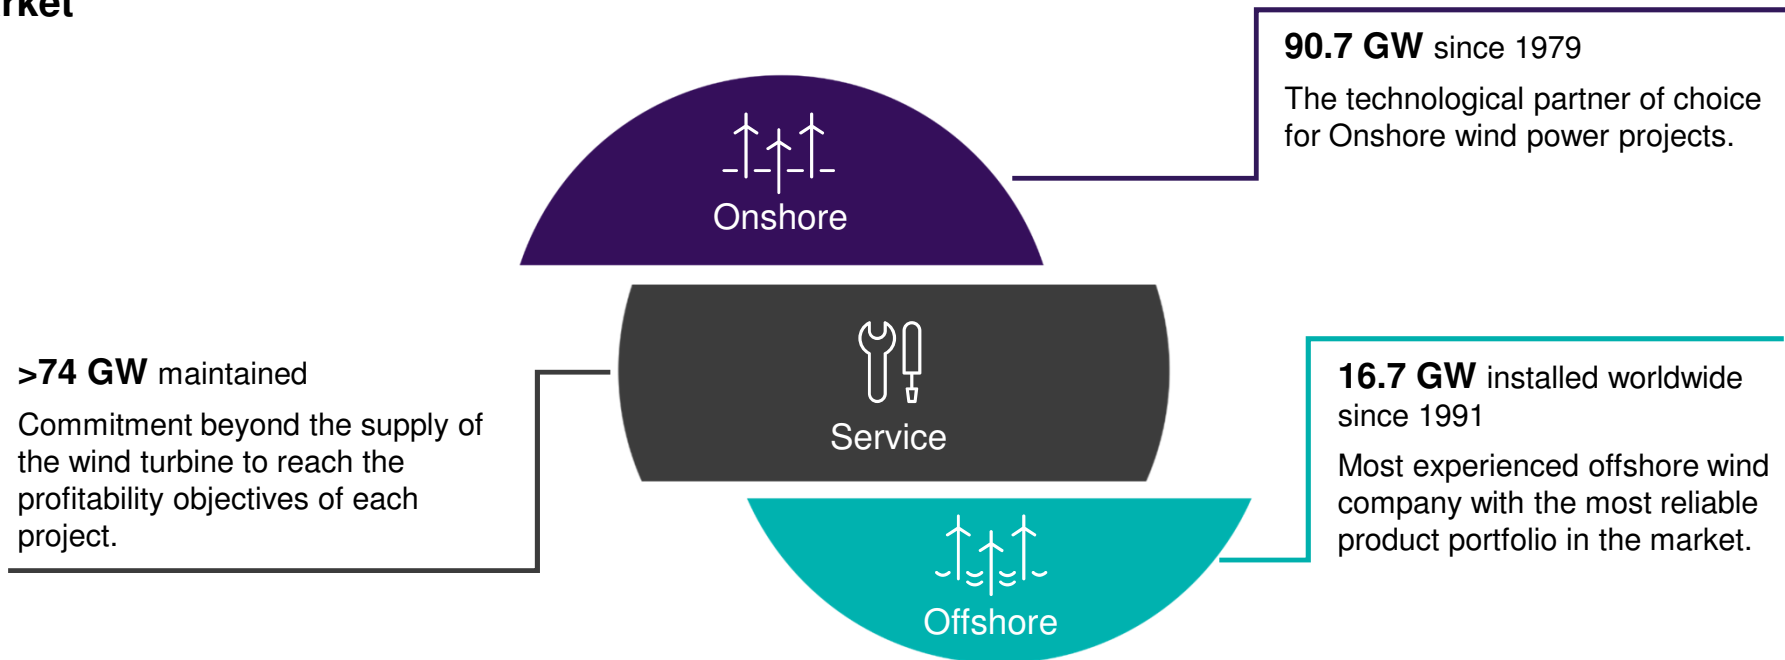 90.7 GW since 1979
The technological partner of choice
for Onshore wind power projects.
Onshore
>74 GW maintained
Commitment beyond the supply of
the wind turbine to reach the
profitability objectives of each
project.
Service
16.7 GW installed worldwide
since 1991
Most experienced offshore wind
company with the most reliable
product portfolio in the market.
Offshore